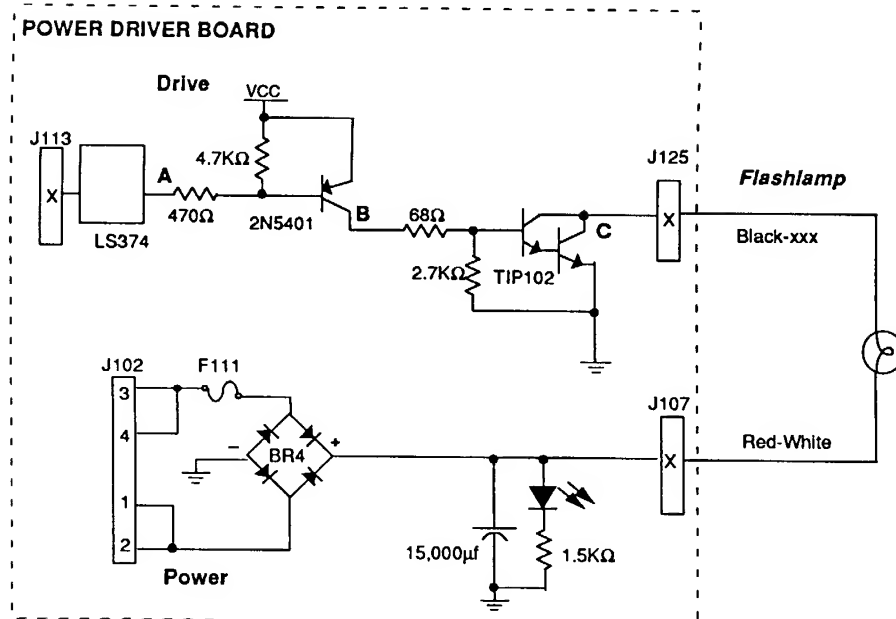 POWER DRIVER BOARD
Drive
VCC
J113
4.7KΩ
A
X
470Ω
LS374
2N5401
B
68Ω
2.7KΩ
TIP102
C
J125
X
Flashlamp
Black-xxx
J102
F111
3
4
1
2
–
BR4
+
J107
X
Red-White
15,000µf
1.5KΩ
Power